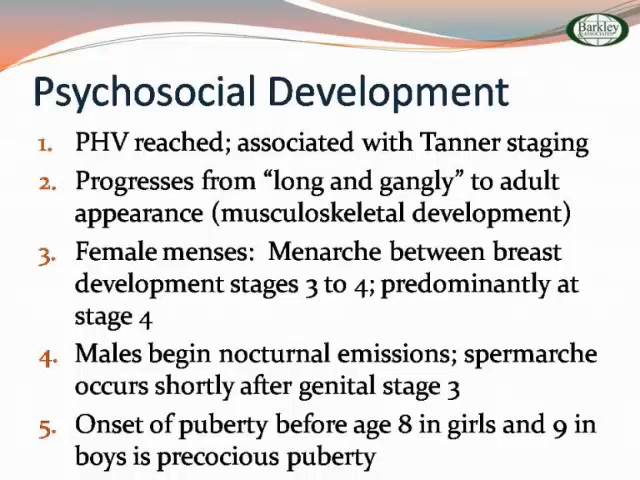 Barkley
& ASSOCIATES
Psychosocial Development
1. PHV reached; associated with Tanner staging
2. Progresses from “long and gangly” to adult
appearance (musculoskeletal development)
3. Female menses:  Menarche between breast
development stages 3 to 4; predominantly at
stage 4
4. Males begin nocturnal emissions; spermarche
occurs shortly after genital stage 3
5. Onset of puberty before age 8 in girls and 9 in
boys is precocious puberty